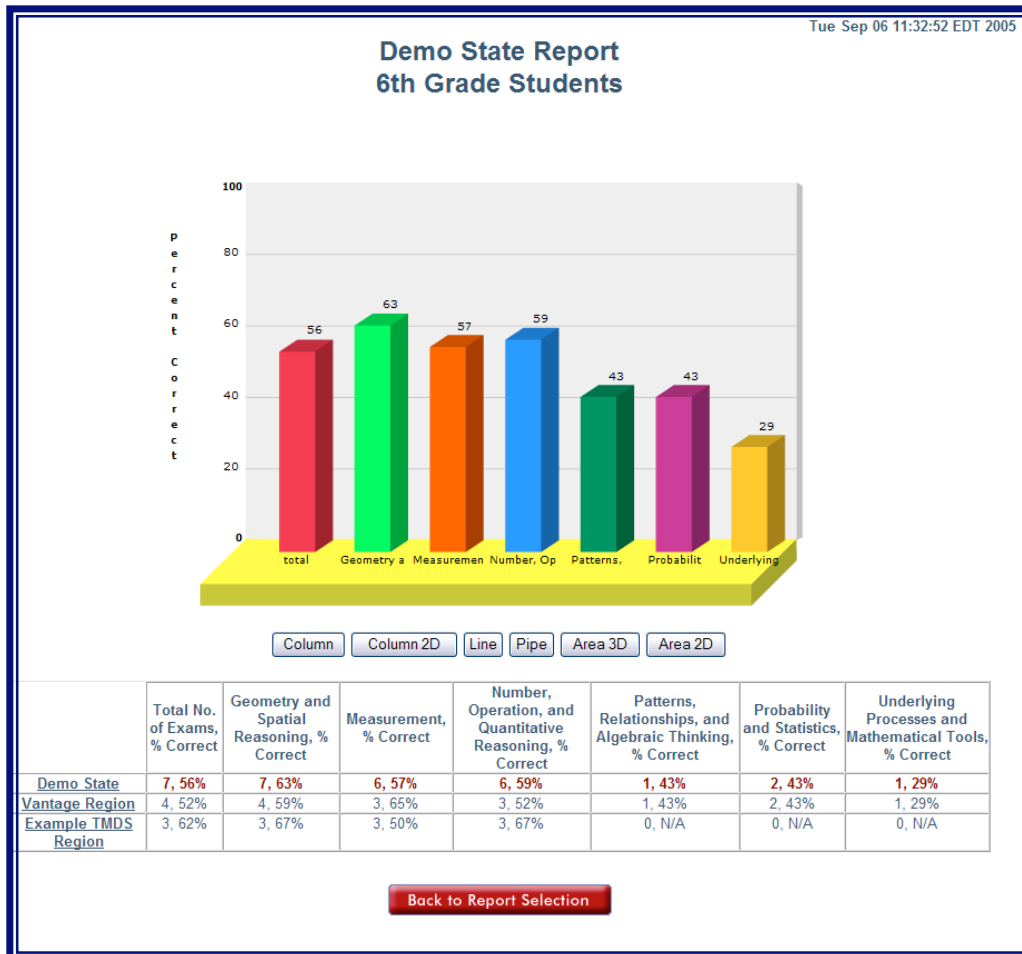 Tue Sep 06 11:32:52 EDT 2005
Demo State Report
6th Grade Students
Percent Correct
100
80
60
40
20
0
56
63
57
59
43
43
29
total
Geometry a
Measuremen
Number, Op
Patterns,
Probabilit
Underlying
Column
Column 2D
Line
Pipe
Area 3D
Area 2D
Total No.
of Exams,
% Correct
Geometry and
Spatial
Reasoning, %
Correct
Measurement,
% Correct
Number,
Operation, and
Quantitative
Reasoning, %
Correct
Patterns,
Relationships, and
Algebraic Thinking,
% Correct
Probability
and Statistics,
% Correct
Underlying
Processes and
Mathematical Tools,
% Correct
Demo State 7, 56% 7, 63% 6, 57% 6, 59% 1, 43% 2, 43% 1, 29%
Vantage Region 4, 52% 4, 59% 3, 65% 3, 52% 1, 43% 2, 43% 1, 29%
Example TMDS 3, 62% 3, 67% 3, 50% 3, 67% 0, N/A 0, N/A 0, N/A
Region
Back to Report Selection